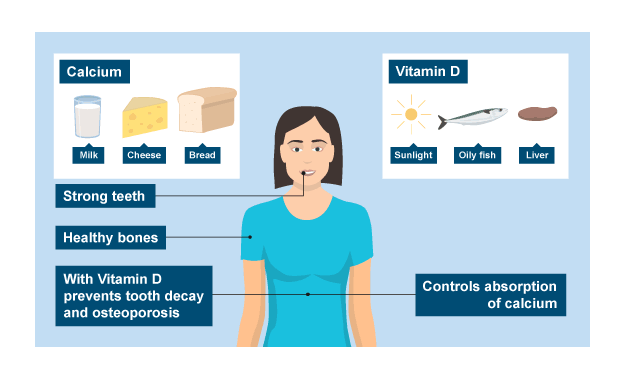 Calcium
Milk
Cheese
Bread
Vitamin D
Sunlight
Oily fish
Liver
Strong teeth
Healthy bones
With Vitamin D
prevents tooth decay
and osteoporosis
Controls absorption
of calcium